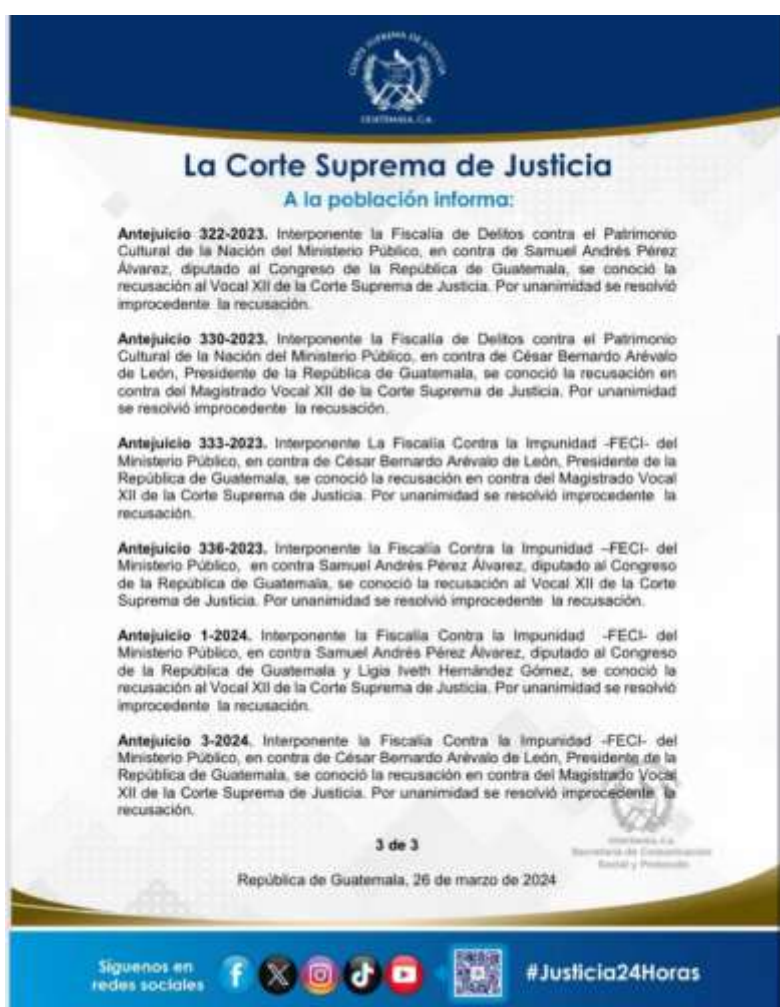 CORTE SUPREMA DE JUSTICIA
GUATEMALA, C.A.
La Corte Suprema de Justicia
A la población informa:
Antejuicio 322-2023. Interponente la Fiscalía de Delitos contra el Patrimonio
Cultural de la Nación del Ministerio Público, en contra de Samuel Andrés Pérez
Álvarez, diputado al Congreso de la República de Guatemala, se conoció la
recusación al Vocal XII de la Corte Suprema de Justicia. Por unanimidad se resolvió
improcedente la recusación.
Antejuicio 330-2023. Interponente la Fiscalía de Delitos contra el Patrimonio
Cultural de la Nación del Ministerio Público, en contra de César Bernardo Arévalo
de León, Presidente de la República de Guatemala, se conoció la recusación en
contra del Magistrado Vocal XII de la Corte Suprema de Justicia. Por unanimidad
se resolvió improcedente la recusación.
Antejuicio 333-2023. Interponente La Fiscalía Contra la Impunidad -FECI- del
Ministerio Público, en contra de César Bernardo Arévalo de León, Presidente de la
República de Guatemala, se conoció la recusación en contra del Magistrado Vocal
XII de la Corte Suprema de Justicia. Por unanimidad se resolvió improcedente la
recusación.
Antejuicio 336-2023. Interponente la Fiscalía Contra la Impunidad –FECI- del
Ministerio Público, en contra Samuel Andrés Pérez Álvarez, diputado al Congreso
de la República de Guatemala, se conoció la recusación al Vocal XII de la Corte
Suprema de Justicia. Por unanimidad se resolvió improcedente la recusación.
Antejuicio 1-2024. Interponente la Fiscalía Contra la Impunidad -FECI- del
Ministerio Público, en contra Samuel Andrés Pérez Álvarez, diputado al Congreso
de la República de Guatemala y Ligia Iveth Hernández Gómez, se conoció la
recusación al Vocal XII de la Corte Suprema de Justicia. Por unanimidad se resolvió
improcedente la recusación.
Antejuicio 3-2024. Interponente la Fiscalía Contra la Impunidad -FECI- del
Ministerio Público, en contra de César Bernardo Arévalo de León, Presidente de la
República de Guatemala, se conoció la recusación en contra del Magistrado Vocal
XII de la Corte Suprema de Justicia. Por unanimidad se resolvió improcedente la
recusación.
3 de 3
GUATEMALA, C.A.
Secretaría de Comunicación
Social y Protocolo
República de Guatemala, 26 de marzo de 2024
Síguenos en
redes sociales
#Justicia24Horas